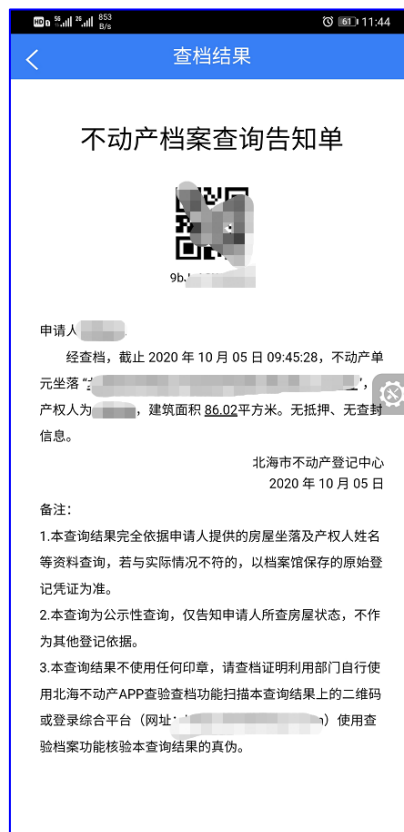 HD 5G 2G 853 B/s 61 11:44
查档结果
不动产档案查询告知单
9b
申请人
经查档，截止 2020 年 10 月 05 日 09:45:28，不动产单
元坐落 “
产权人为 ，建筑面积 86.02平方米。无抵押、无查封
信息。
北海市不动产登记中心
2020 年 10 月 05 日
备注：
1.本查询结果完全依据申请人提供的房屋坐落及产权人姓名
等资料查询，若与实际情况不符的，以档案馆保存的原始登
记凭证为准。
2.本查询为公示性查询，仅告知申请人所查房屋状态，不作
为其他登记依据。
3.本查询结果不使用任何印章，请查档证明利用部门自行使
用北海不动产APP查验查档功能扫描本查询结果上的二维码
或登录综合平台（网址： ）使用查
验档案功能核验本查询结果的真伪。